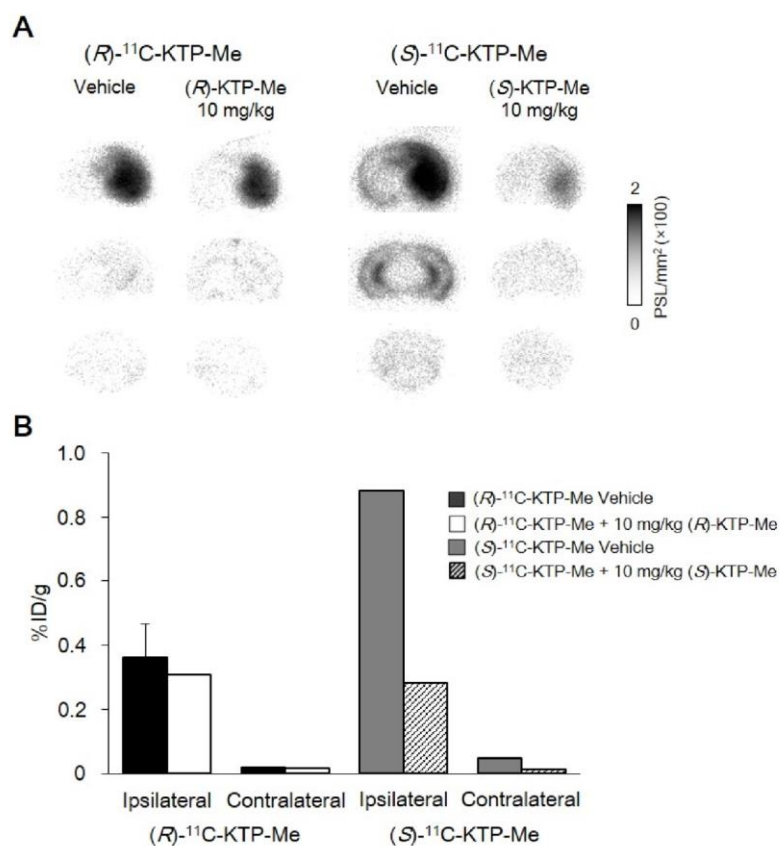 A
(R)-¹¹C-KTP-Me (S)-¹¹C-KTP-Me
Vehicle (R)-KTP-Me Vehicle (S)-KTP-Me
10 mg/kg 10 mg/kg
2
PSL/mm² (×100)
0
B
1.0
0.8
0.6
0.4
0.2
0
%ID/g
(R)-¹¹C-KTP-Me Vehicle
(R)-¹¹C-KTP-Me + 10 mg/kg (R)-KTP-Me
(S)-¹¹C-KTP-Me Vehicle
(S)-¹¹C-KTP-Me + 10 mg/kg (S)-KTP-Me
Ipsilateral Contralateral Ipsilateral Contralateral
(R)-¹¹C-KTP-Me (S)-¹¹C-KTP-Me